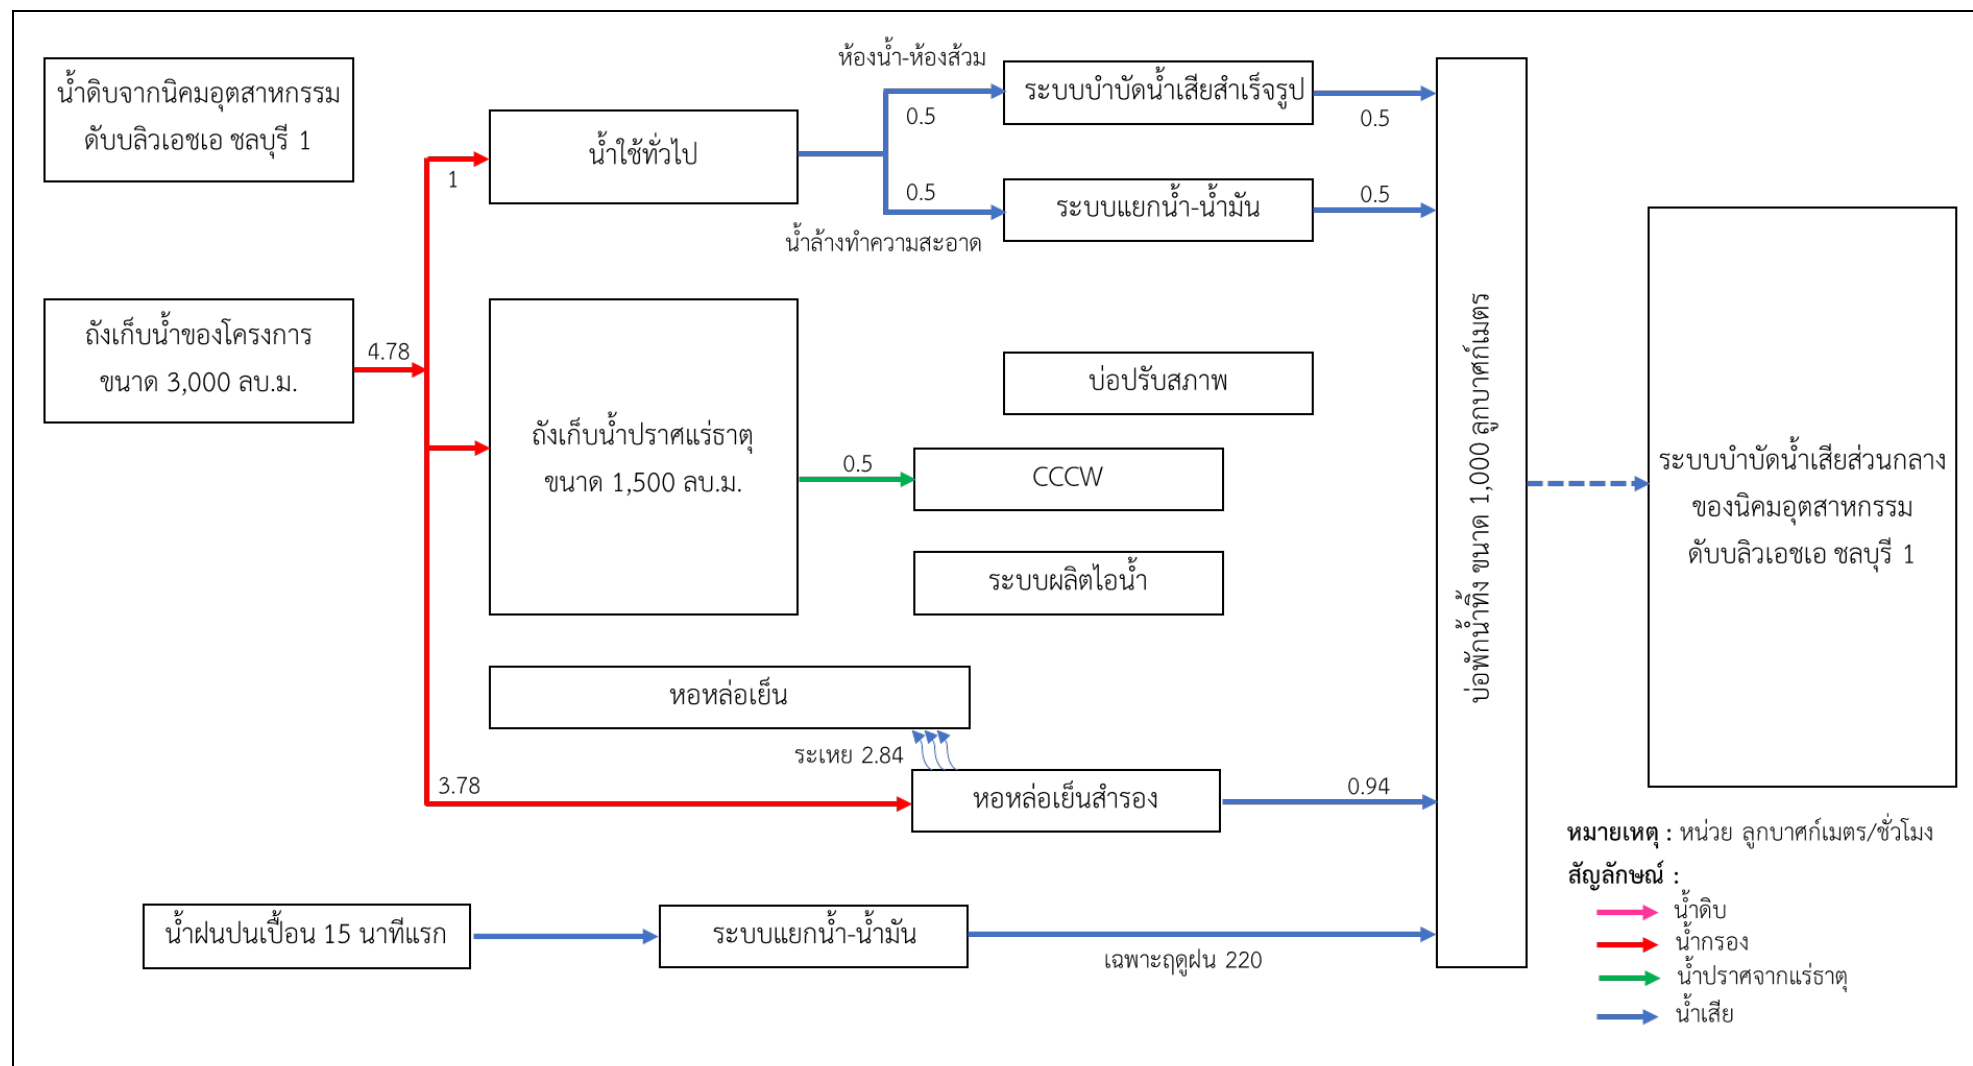 น้ำดิบจากนิคมอุตสาหกรรม
ดับบลิวเอชเอ ชลบุรี 1
1
น้ำใช้ทั่วไป
ห้องน้ำ-ห้องส้วม
0.5
ระบบบำบัดน้ำเสียสำเร็จรูป
0.5
0.5
น้ำล้างทำความสะอาด
ระบบแยกน้ำ-น้ำมัน
0.5
ถังเก็บน้ำของโครงการ
ขนาด 3,000 ลบ.ม.
4.78
ถังเก็บน้ำปราศแร่ธาตุ
ขนาด 1,500 ลบ.ม.
0.5
บ่อปรับสภาพ
CCCW
ระบบผลิตไอน้ำ
หอหล่อเย็น
ระเหย 2.84
3.78
หอหล่อเย็นสำรอง
0.94
น้ำฝนปนเปื้อน 15 นาทีแรก
ระบบแยกน้ำ-น้ำมัน
เฉพาะฤดูฝน 220
บ่อพักน้ำทิ้ง ขนาด 1,000 ลูกบาศก์เมตร
ระบบบำบัดน้ำเสียส่วนกลาง
ของนิคมอุตสาหกรรม
ดับบลิวเอชเอ ชลบุรี 1
หมายเหตุ : หน่วย ลูกบาศก์เมตร/ชั่วโมง
สัญลักษณ์ :
น้ำดิบ
น้ำกรอง
น้ำปราศจากแร่ธาตุ
น้ำเสีย